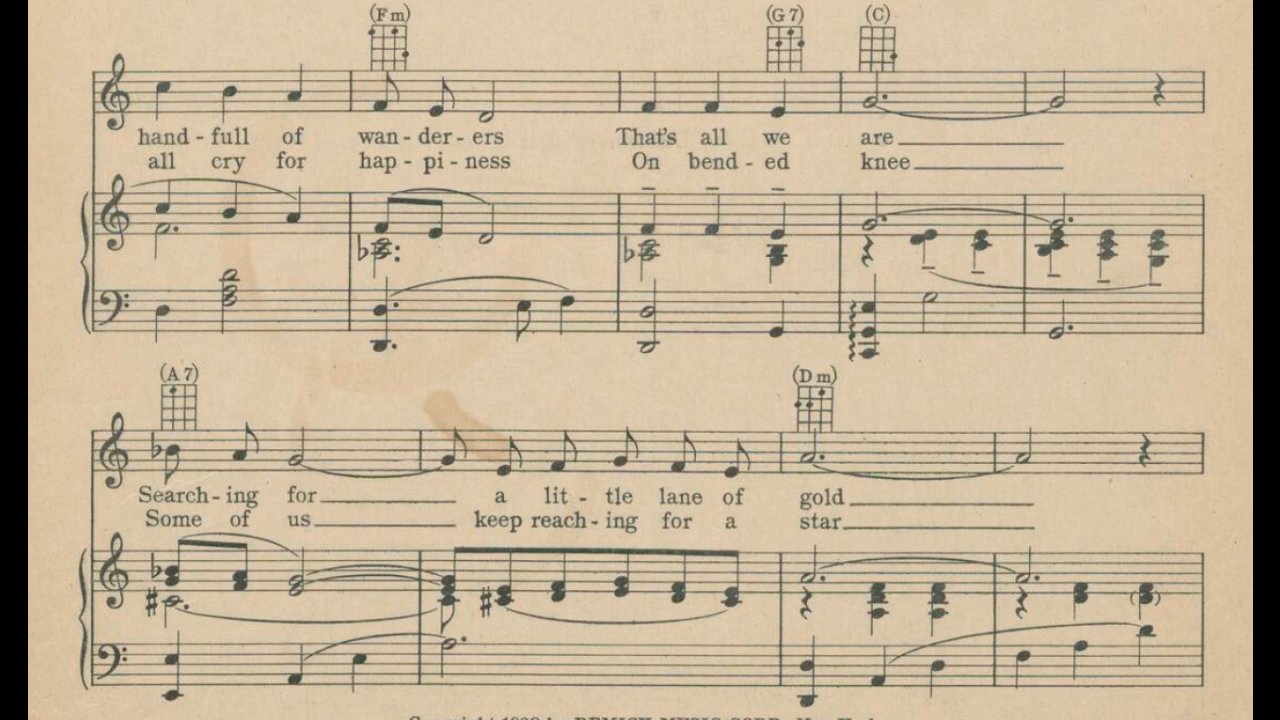 (Fm) (G7) (C)
hand - full of wan - der - ers That's all we are
all cry for hap - pi - ness On bend - ed knee
(A7) (Dm)
Search - ing for a lit - tle lane of gold
Some of us keep reach - ing for a star